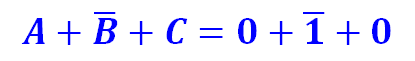 A + B̅ + C = 0 + 1̅ + 0